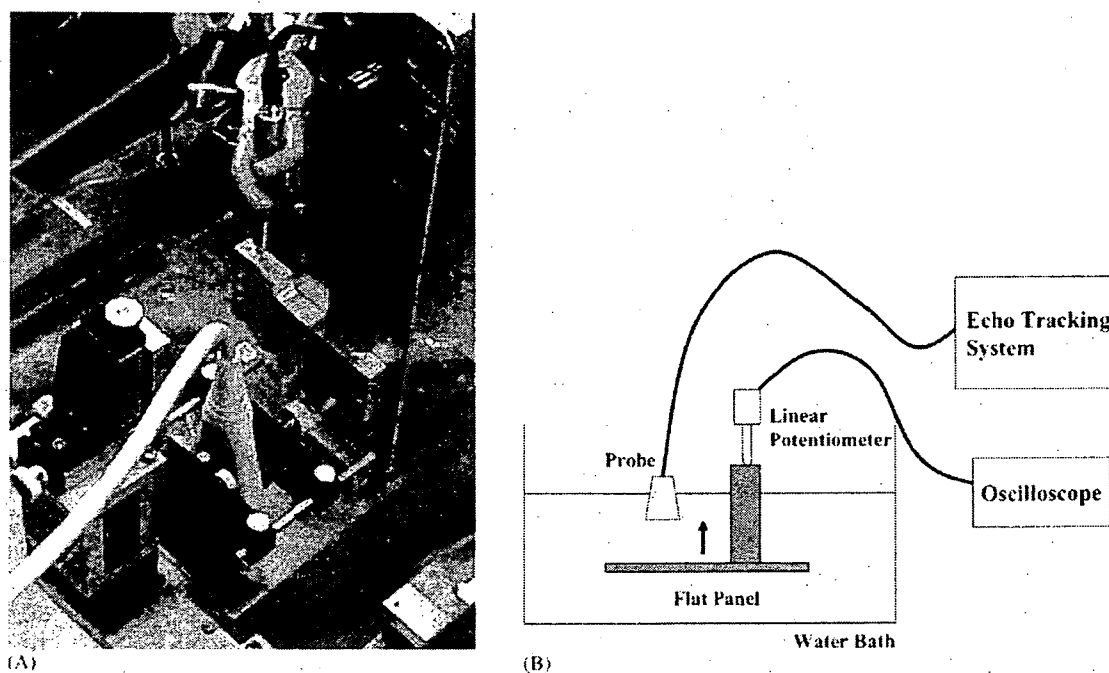 Echo Tracking
System
Linear
Potentiometer
Probe
Oscilloscope
Flat Panel
Water Bath
(A)
(B)